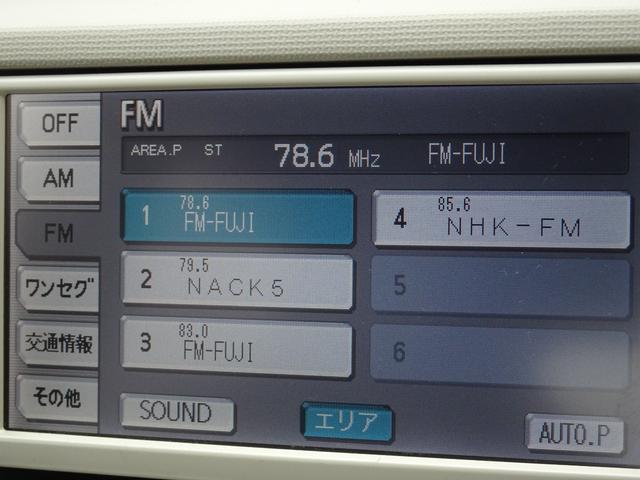 FM
OFF
AM
FM
ワンセグ
交通情報
その他
AREA.P ST 78.6 MHz FM-FUJI
1 78.6 FM-FUJI
2 79.5 NACK5
3 83.0 FM-FUJI
4 85.6 NHK-FM
5
6
SOUND
エリア
AUTO.P